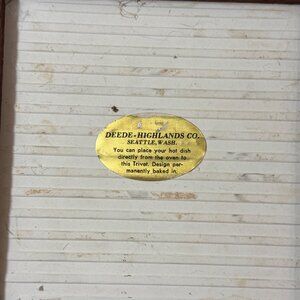 DEEDE-HIGHLANDS CO.
SEATTLE, WASH.
You can place your hot dish
directly from the oven to
this Trivet. Design per-
manently baked in.